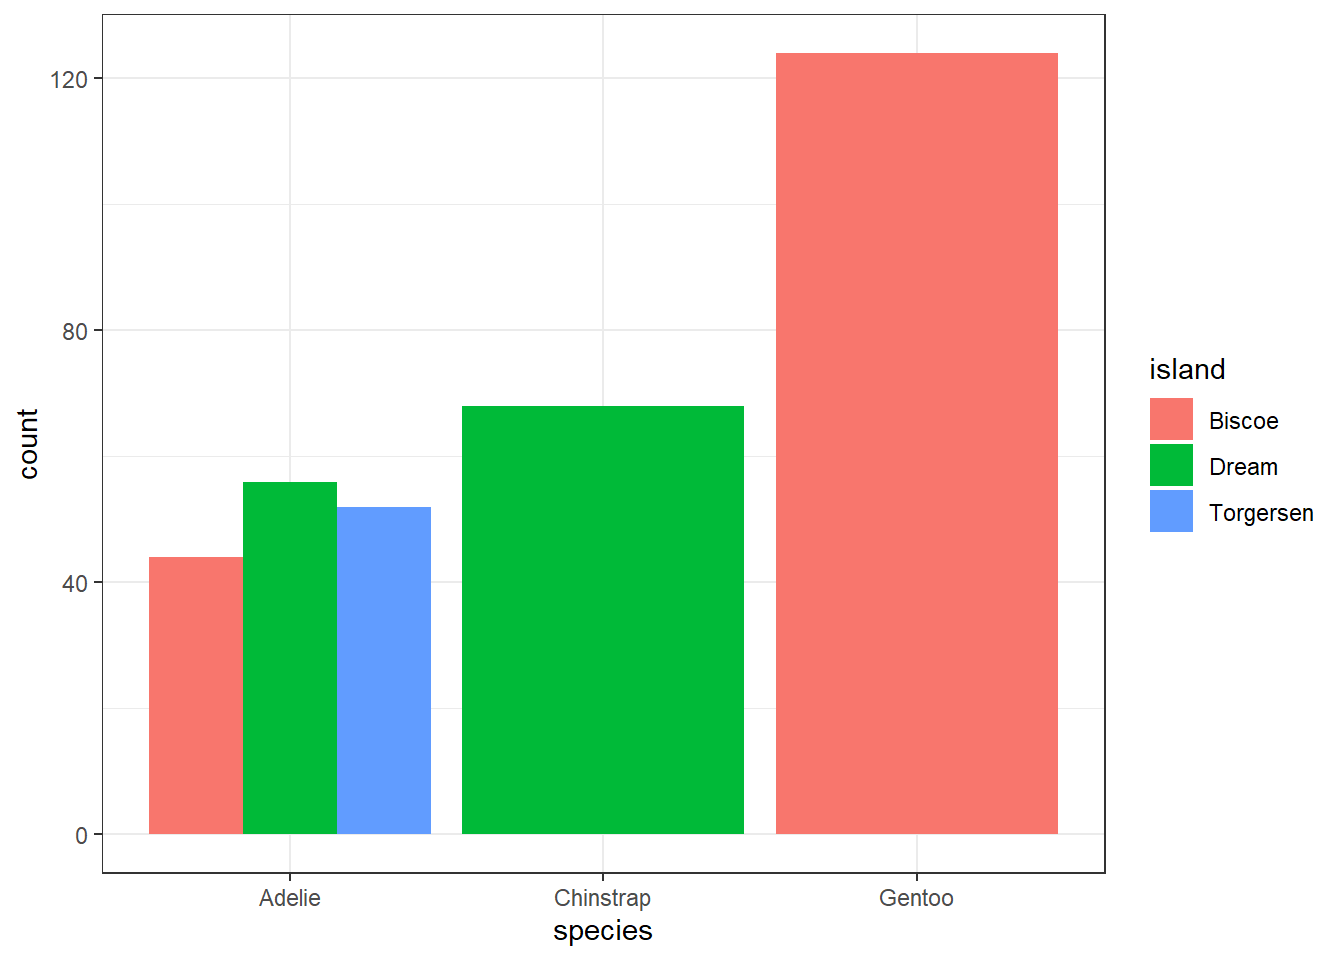 120
80
40
0
count
Adelie
Chinstrap
Gentoo
species
island
Biscoe
Dream
Torgersen